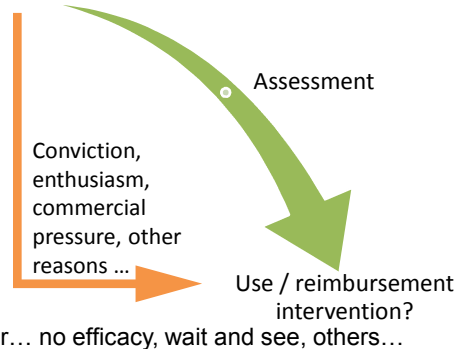 Assessment
Conviction,
enthusiasm,
commercial
pressure, other
reasons ...
Use / reimbursement
intervention?
r… no efficacy, wait and see, others…